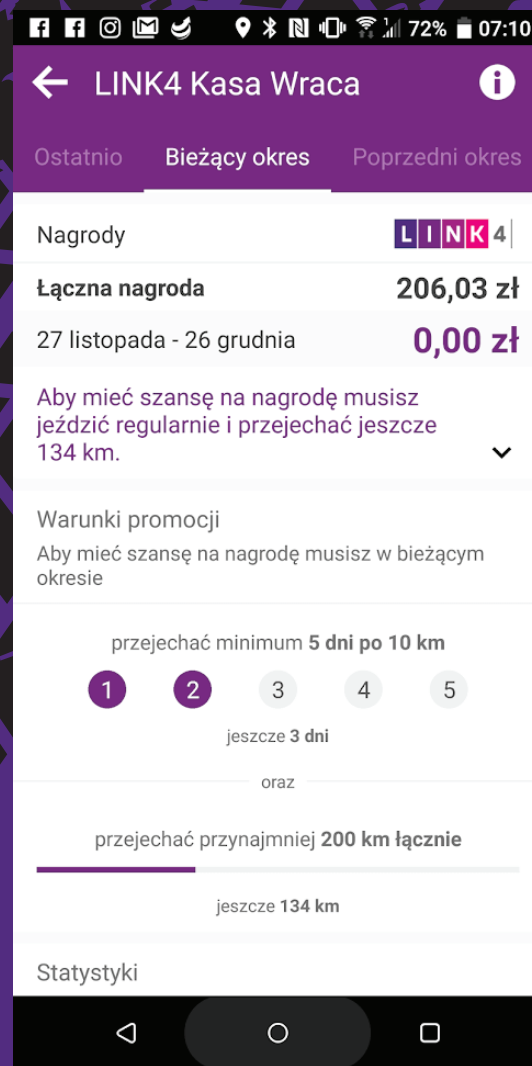 72% 07:10
LINK4 Kasa Wraca
Ostatnio Bieżący okres Poprzedni okres
Nagrody LINK4
Łączna nagroda 206,03 zł
27 listopada - 26 grudnia 0,00 zł
Aby mieć szansę na nagrodę musisz
jeździć regularnie i przejechać jeszcze
134 km.
Warunki promocji
Aby mieć szansę na nagrodę musisz w bieżącym
okresie
przejechać minimum 5 dni po 10 km
1 2 3 4 5
jeszcze 3 dni
oraz
przejechać przynajmniej 200 km łącznie
jeszcze 134 km
Statystyki